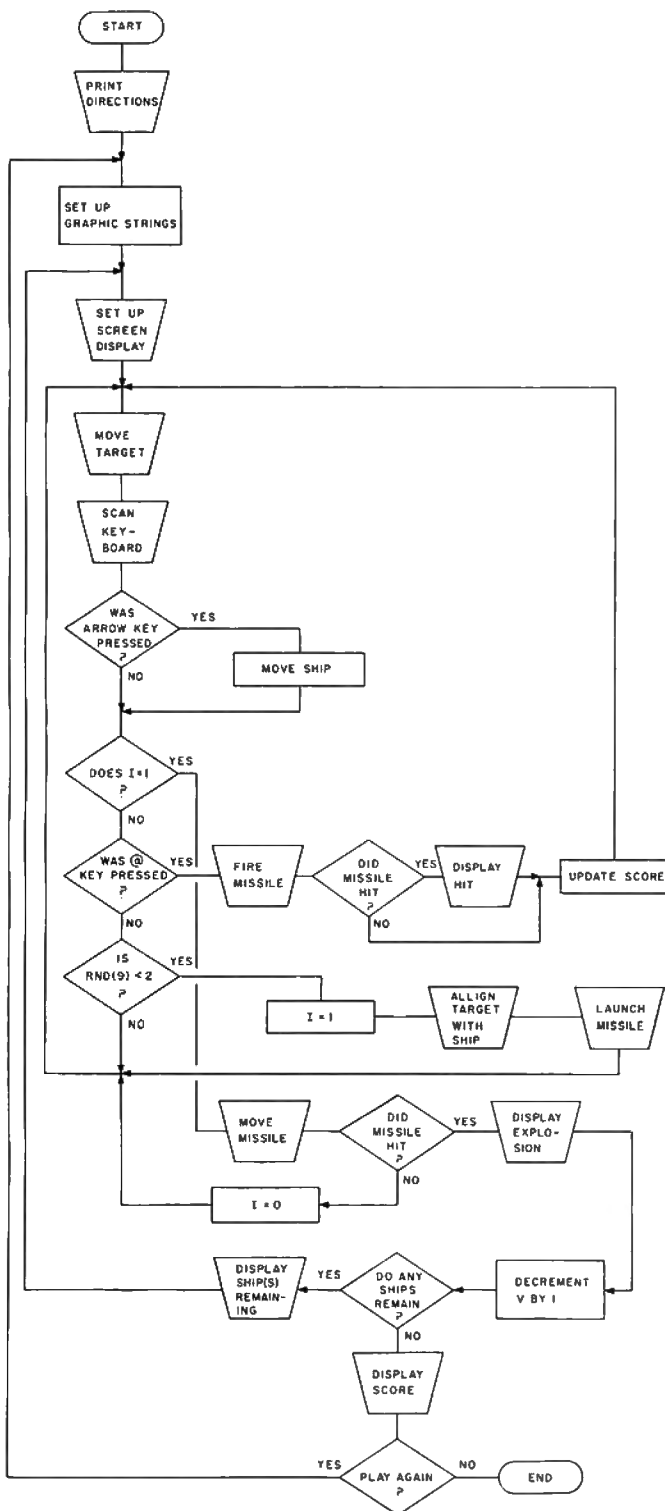 START
PRINT
DIRECTIONS
SET UP
GRAPHIC STRINGS
SET UP
SCREEN
DISPLAY
MOVE
TARGET
SCAN
KEY-
BOARD
WAS
ARROW KEY
PRESSED
?
YES
NO
MOVE SHIP
DOES I=1
?
YES
NO
WAS @
KEY PRESSED
?
YES
NO
FIRE
MISSILE
DID
MISSILE
HIT
?
YES
NO
DISPLAY
HIT
UPDATE SCORE
IS
RND(9) < 2
?
YES
NO
I = 1
ALLIGN
TARGET
WITH
SHIP
LAUNCH
MISSILE
MOVE
MISSILE
DID
MISSILE
HIT
?
YES
NO
DISPLAY
EXPLO-
SION
I = 0
DISPLAY
SHIP(S)
REMAIN-
ING
YES
DO ANY
SHIPS
REMAIN
?
NO
DECREMENT
V BY 1
DISPLAY
SCORE
YES
PLAY AGAIN
?
NO
END